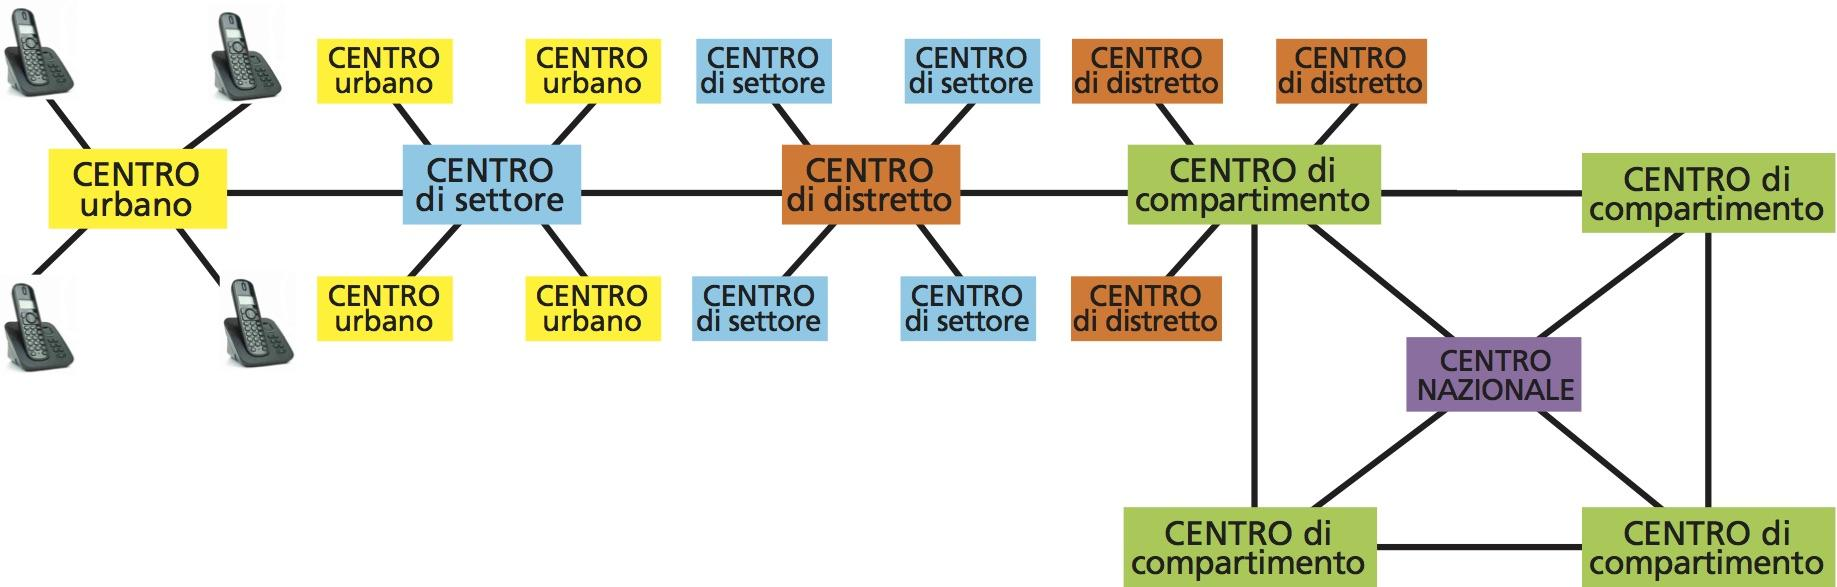 CENTRO
urbano
CENTRO
urbano
CENTRO
di settore
CENTRO
di settore
CENTRO
di distretto
CENTRO
di distretto
CENTRO
urbano
CENTRO
di settore
CENTRO
di distretto
CENTRO di
compartimento
CENTRO di
compartimento
CENTRO
urbano
CENTRO
urbano
CENTRO
di settore
CENTRO
di settore
CENTRO
di distretto
CENTRO
NAZIONALE
CENTRO di
compartimento
CENTRO di
compartimento